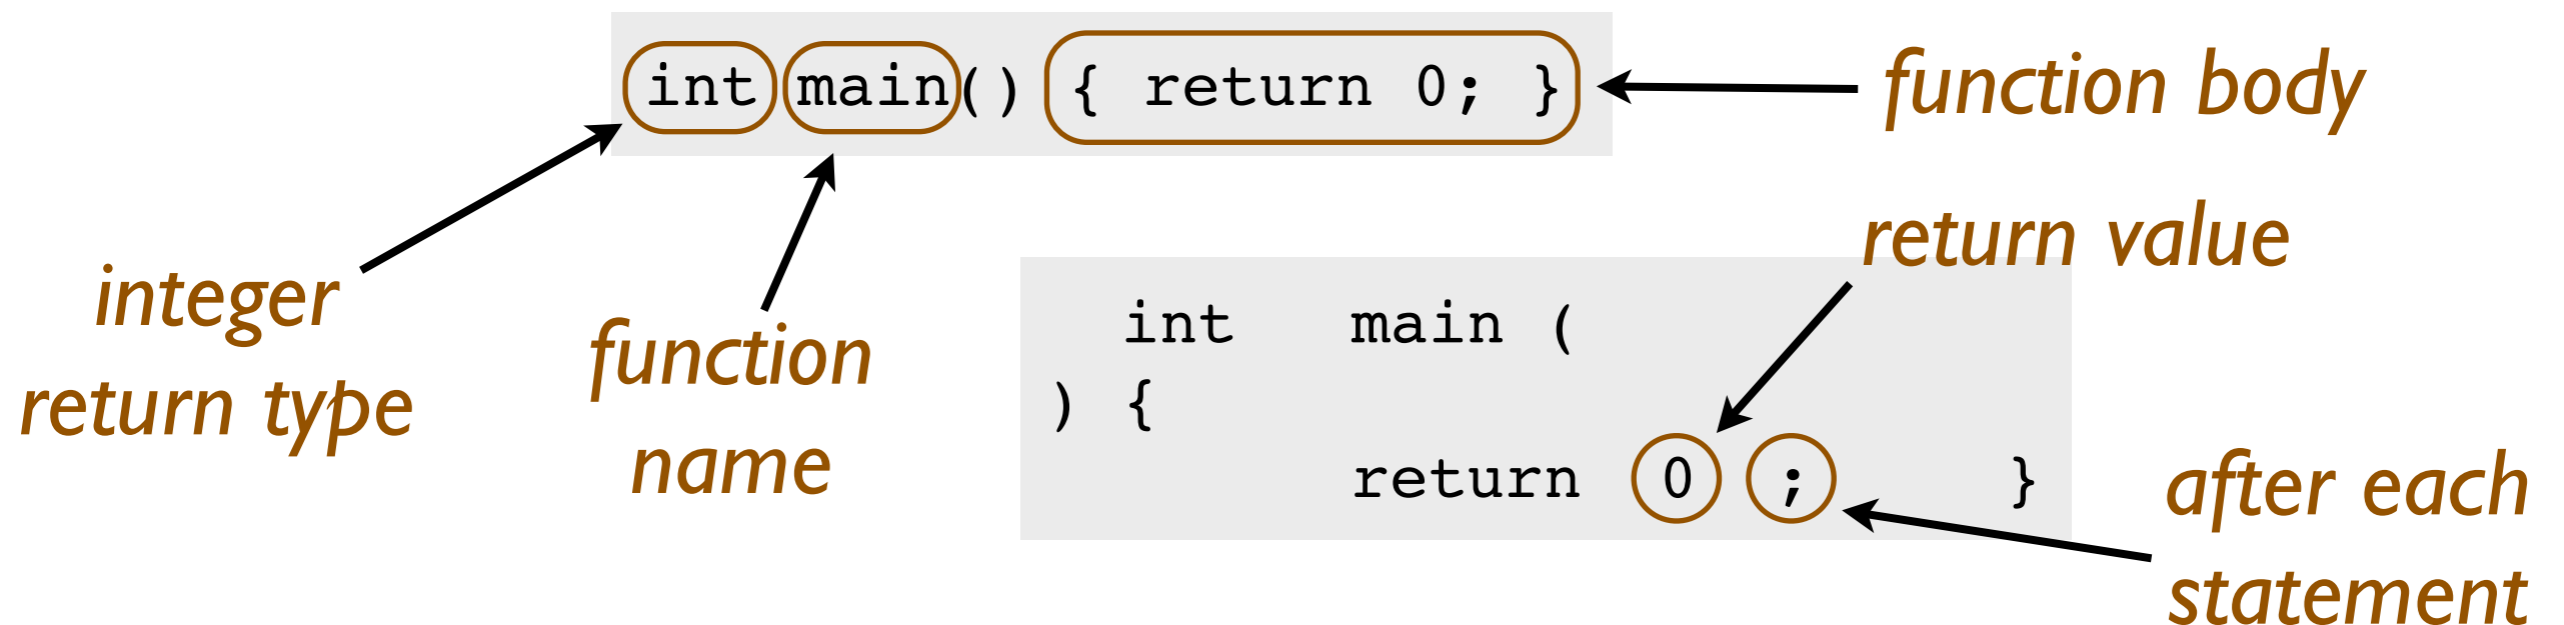 int main() { return 0; }
function body
return value
integer
return type
function
name
int main (
) {
return 0 ; }
after each
statement